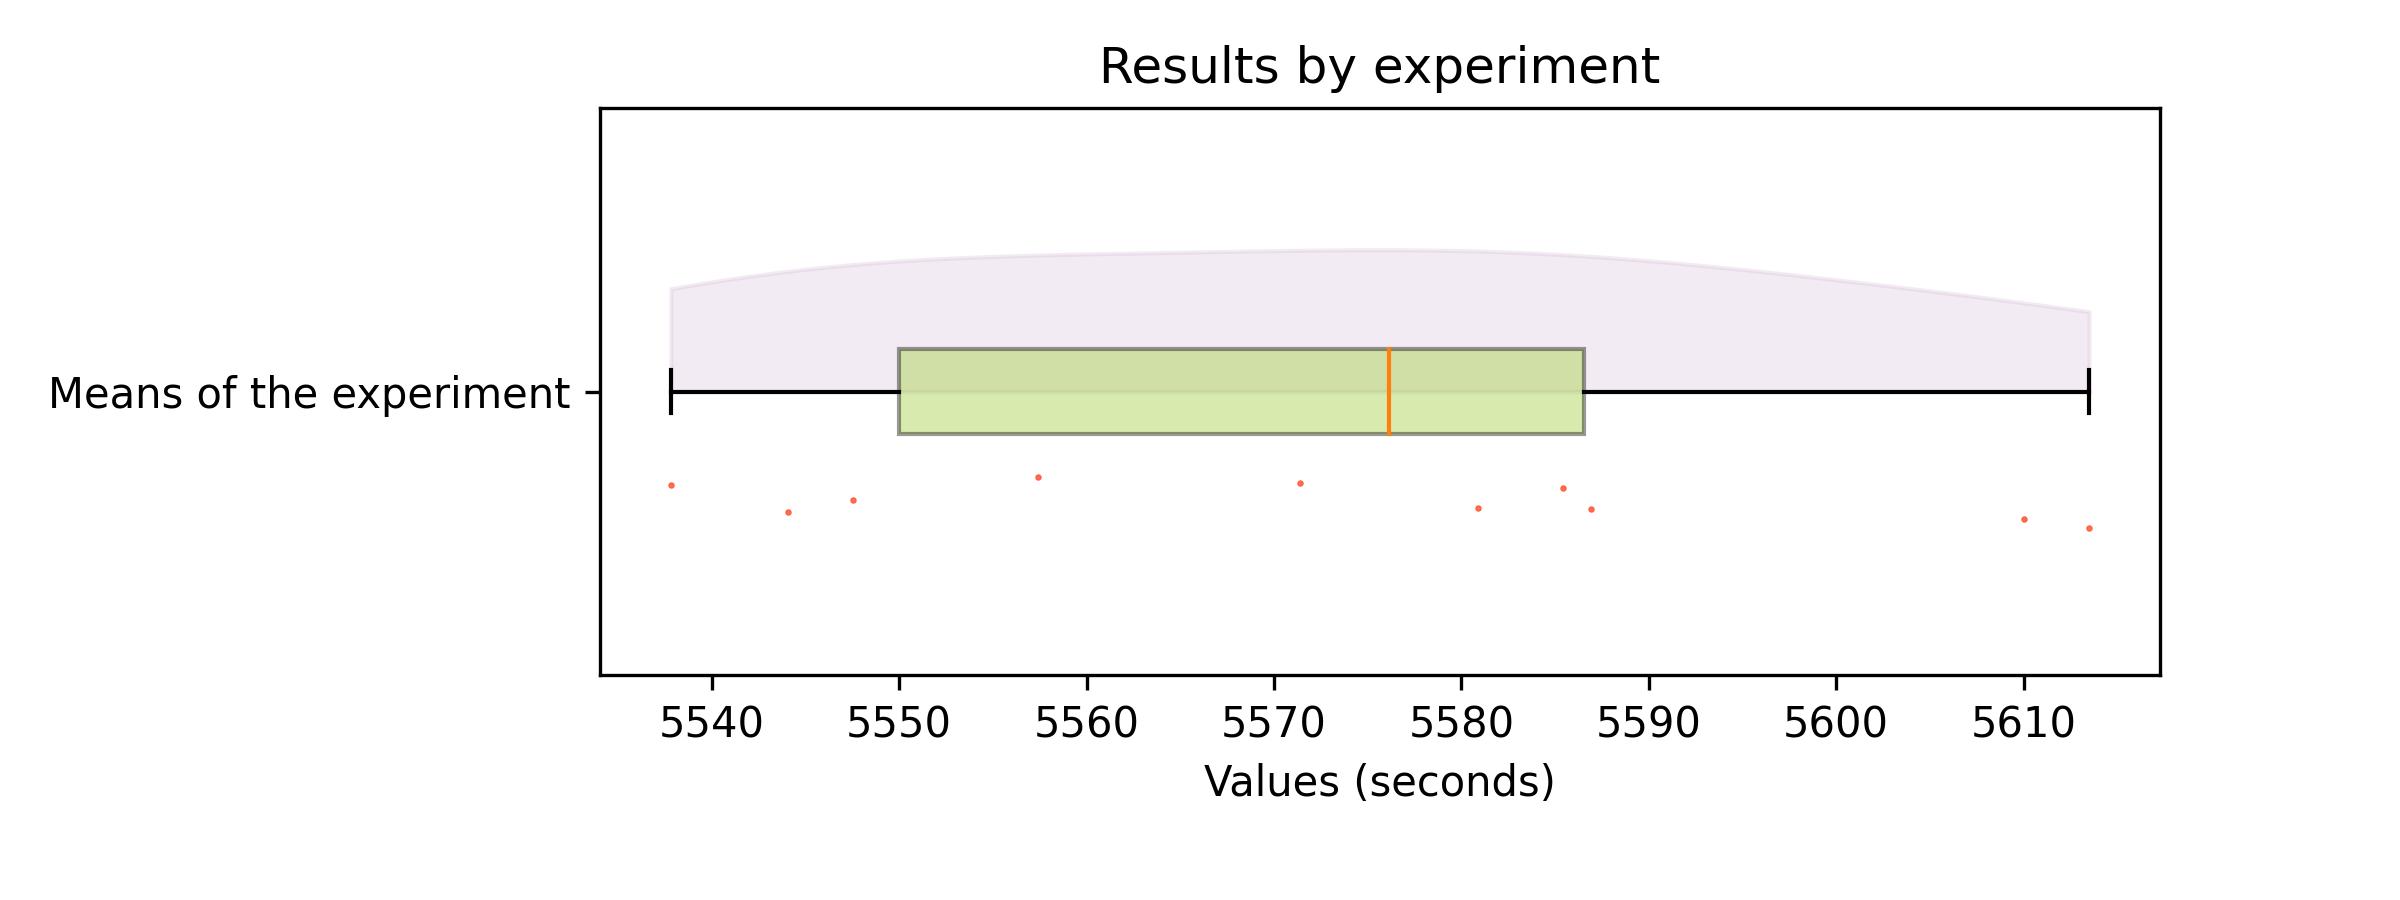 Results by experiment
Means of the experiment
5540 5550 5560 5570 5580 5590 5600 5610
Values (seconds)